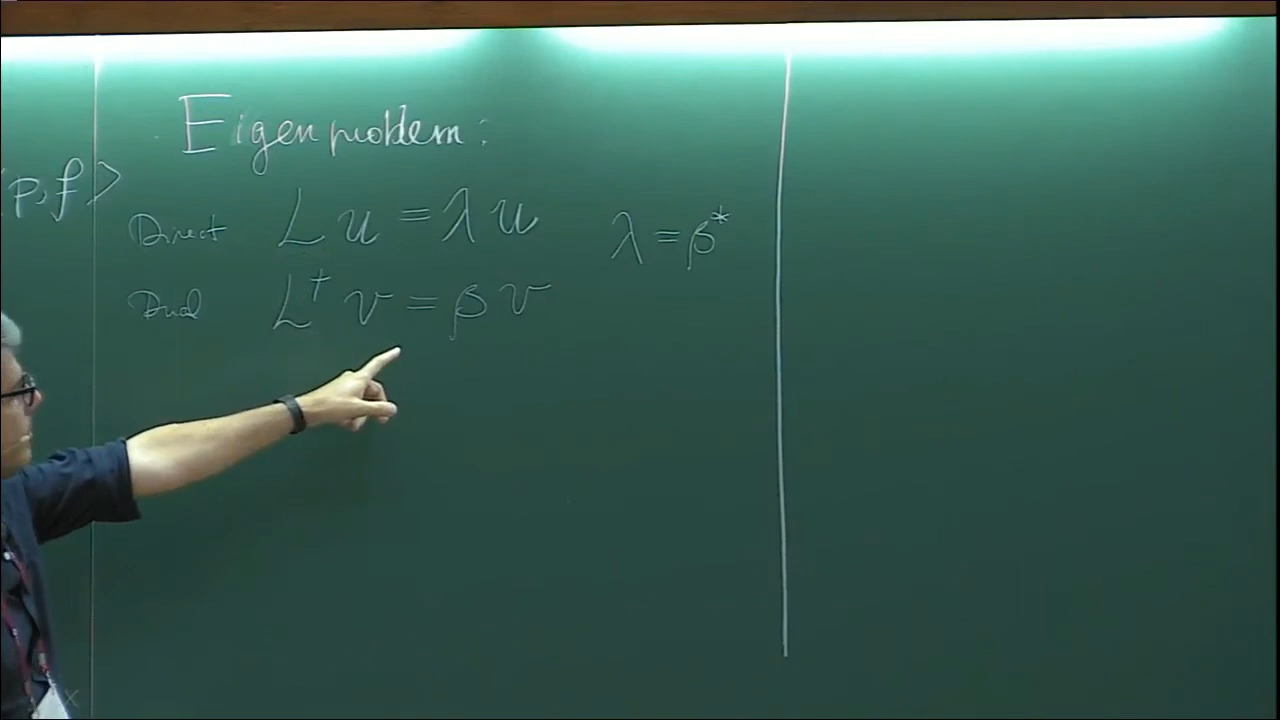 Eigenproblem:
p, f >
Direct L u = λ u λ = β*
Dual L† v = β v